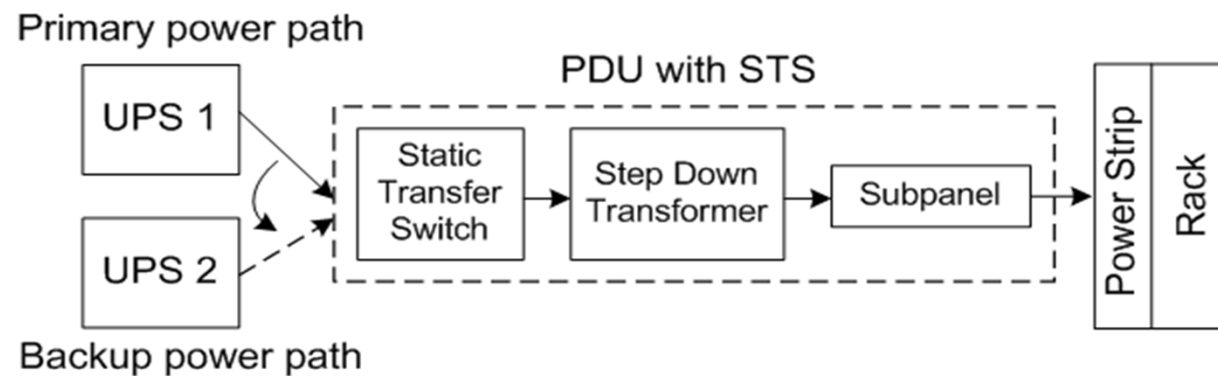 Primary power path
UPS 1
UPS 2
Backup power path
PDU with STS
Static
Transfer
Switch
Step Down
Transformer
Subpanel
Power Strip
Rack